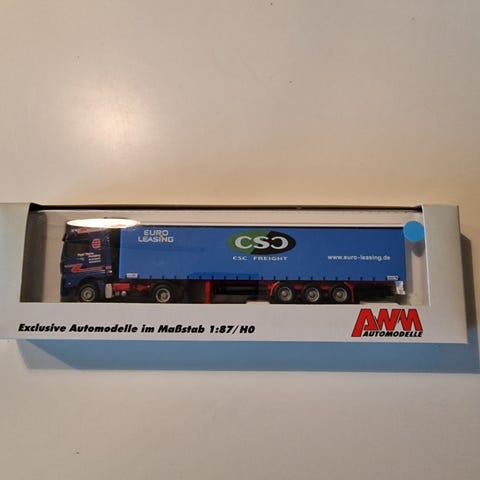 EURO
LEASING
CSC
CSC FREIGHT
www.euro-leasing.de
Exclusive Automodelle im Maßstab 1:87/H0
AWM
AUTOMODELLE